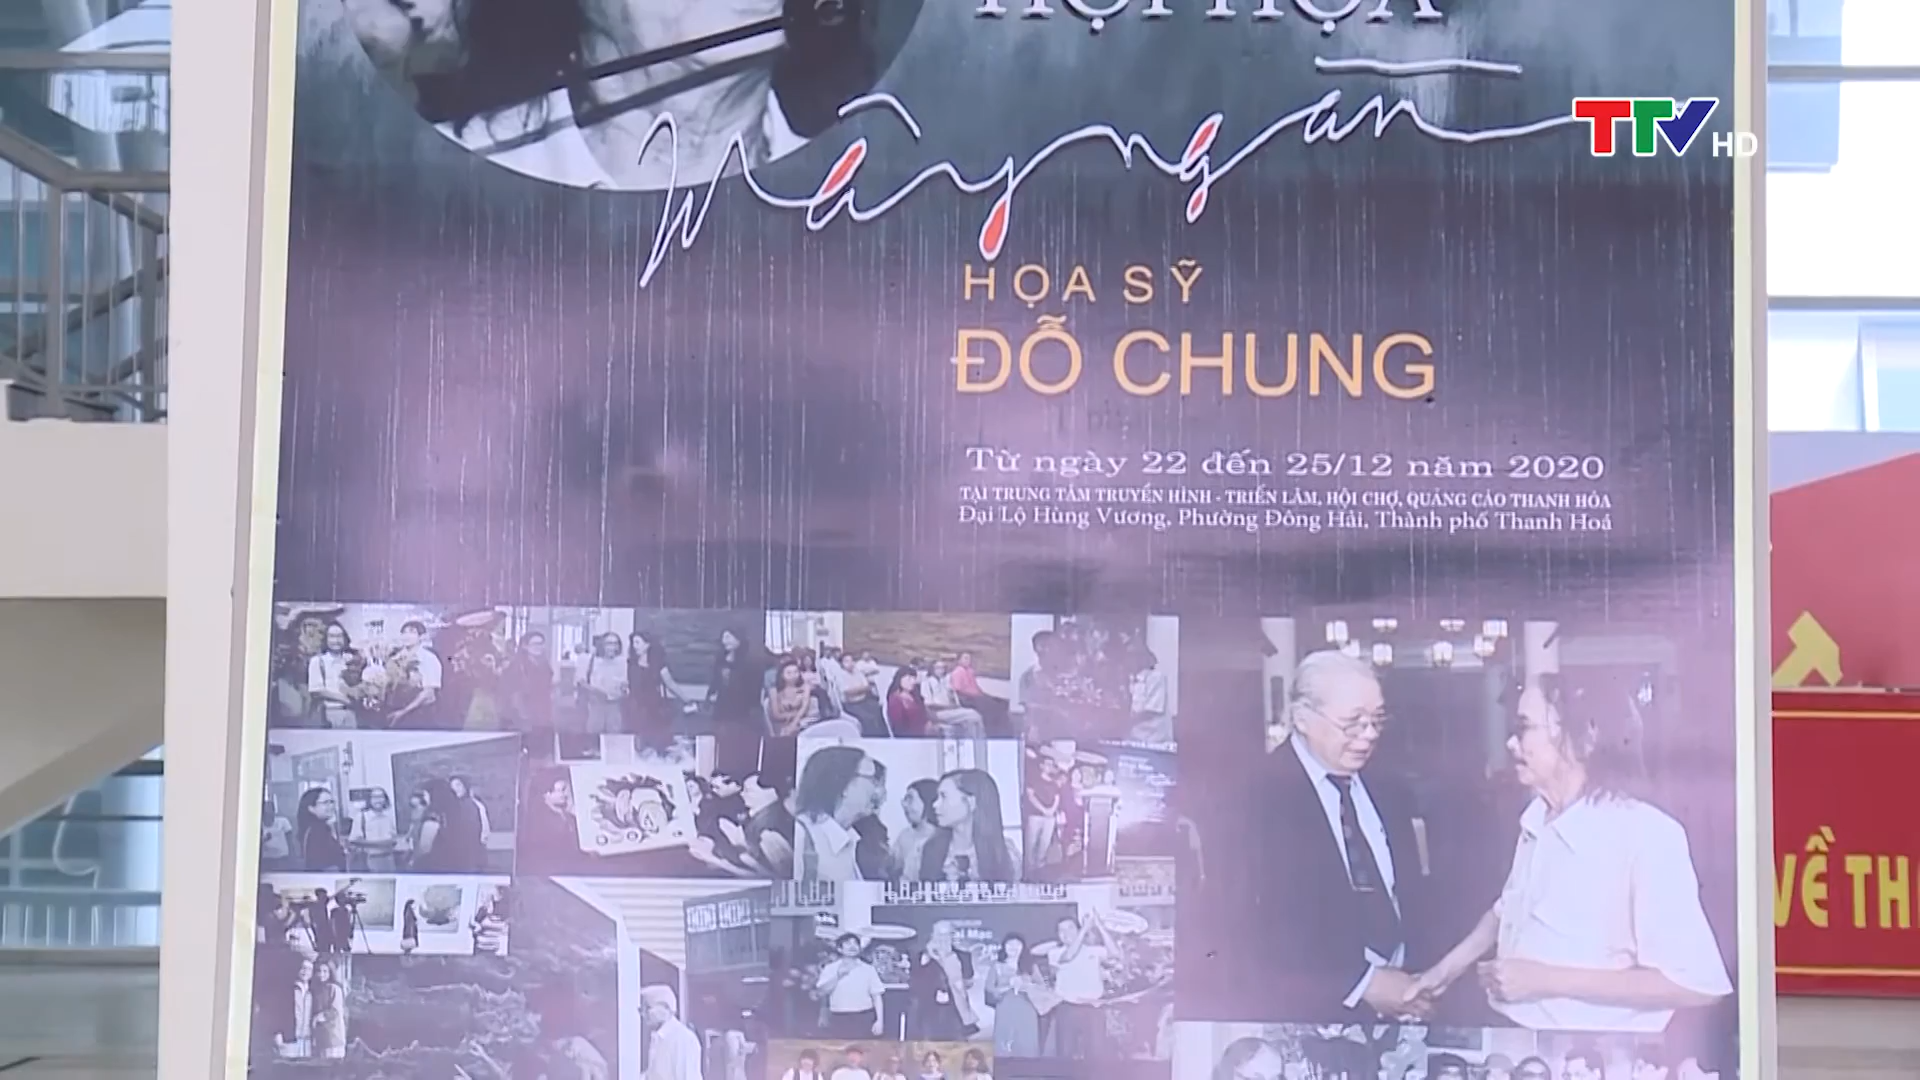 HỘI HỌA
Mây ngàn
TTV HD
HỌA SỸ
ĐỖ CHUNG
Từ ngày 22 đến 25/12 năm 2020
TẠI TRUNG TÂM TRUYỀN HÌNH - TRIỂN LÃM, HỘI CHỢ, QUẢNG CÁO THANH HÓA
Đại Lộ Hùng Vương, Phường Đông Hải, Thành phố Thanh Hoá
VỀ TH